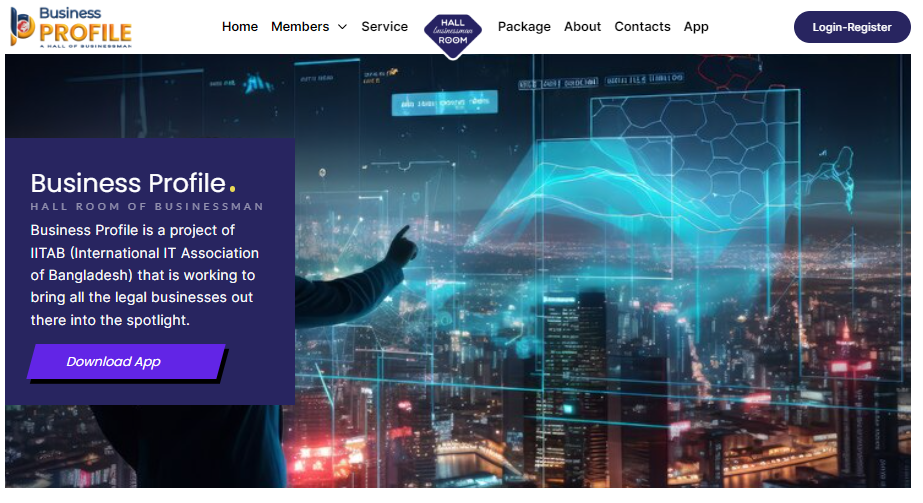 Business
PROFILE
A HALL OF BUSINESSMAN
Home Members Service
HALL
businessman
ROOM
Package About Contacts App
Login-Register
Business Profile.
HALL ROOM OF BUSINESSMAN
Business Profile is a project of
IITAB (International IT Association
of Bangladesh) that is working to
bring all the legal businesses out
there into the spotlight.
Download App